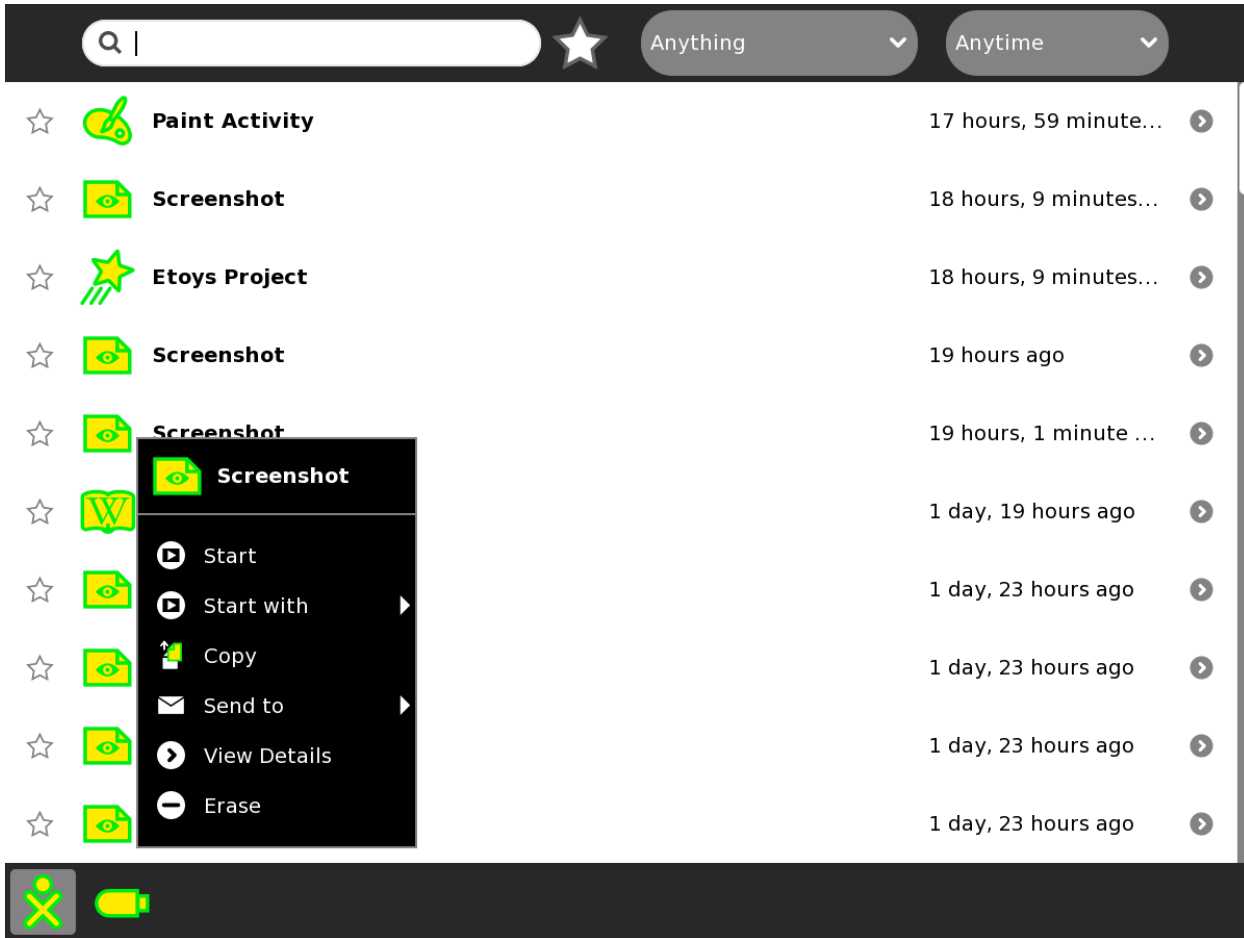 Anything Anytime
Paint Activity 17 hours, 59 minute...
Screenshot 18 hours, 9 minutes...
Etoys Project 18 hours, 9 minutes...
Screenshot 19 hours ago
Screenshot 19 hours, 1 minute ...
Screenshot
W 1 day, 19 hours ago
Start
1 day, 23 hours ago
Start with
Copy
1 day, 23 hours ago
Send to
1 day, 23 hours ago
View Details
Erase
1 day, 23 hours ago